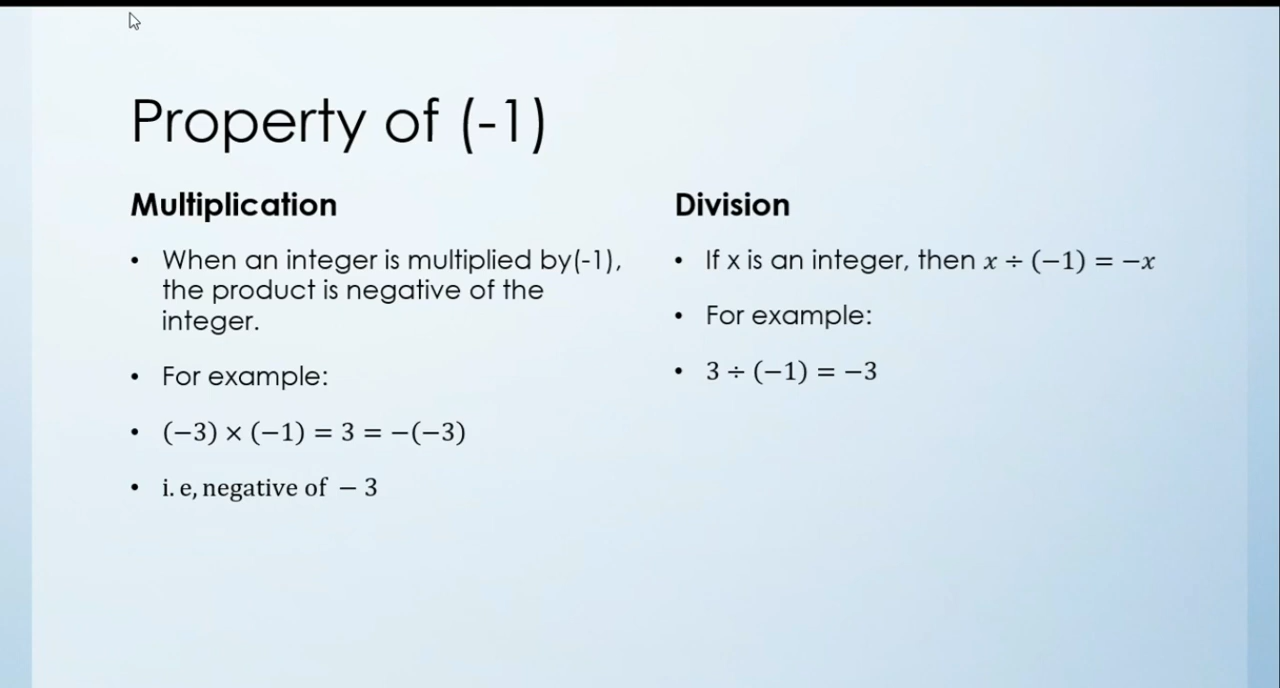 Property of (-1)
Multiplication
• When an integer is multiplied by(-1),
the product is negative of the
integer.
• For example:
• (−3) × (−1) = 3 = −(−3)
• i. e, negative of − 3
Division
• If x is an integer, then x ÷ (−1) = −x
• For example:
• 3 ÷ (−1) = −3